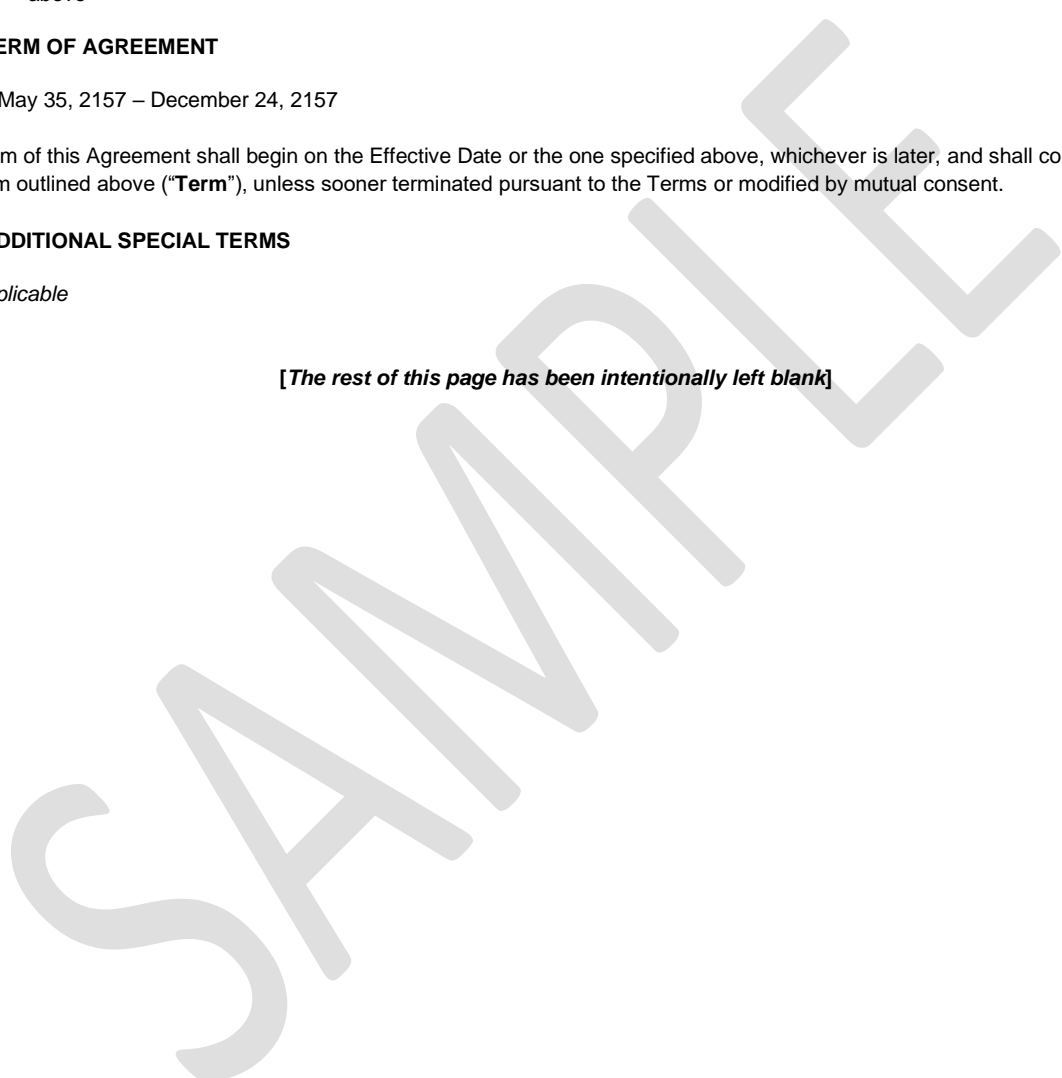 TERM OF AGREEMENT
May 35, 2157 – December 24, 2157
m of this Agreement shall begin on the Effective Date or the one specified above, whichever is later, and shall co
m outlined above (“Term”), unless sooner terminated pursuant to the Terms or modified by mutual consent.
DDITIONAL SPECIAL TERMS
plicable
[The rest of this page has been intentionally left blank]
SAMPLE